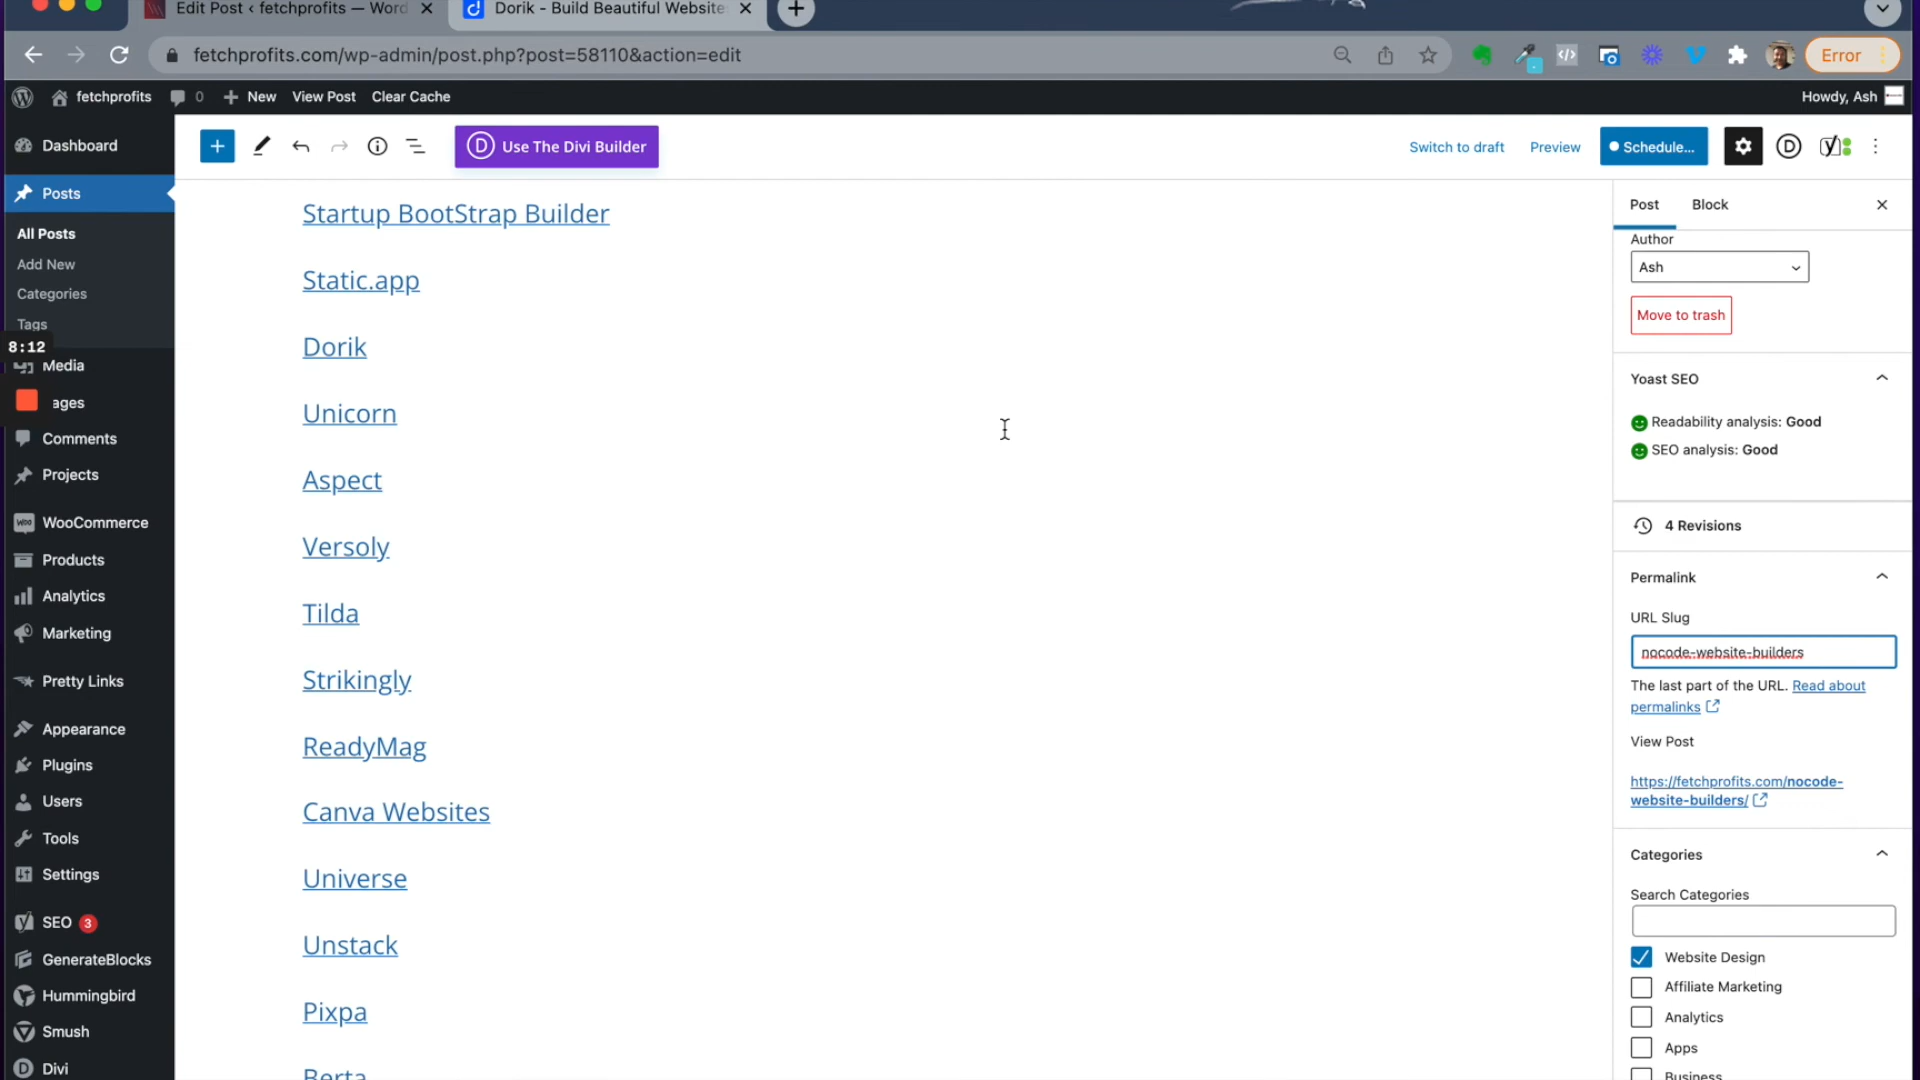 Edit Post ‹ fetchprofits — Word
Dorik - Build Beautiful Website
fetchprofits.com/wp-admin/post.php?post=58110&action=edit
Error
fetchprofits
0
New
View Post
Clear Cache
Howdy, Ash
Dashboard
Posts
All Posts
Add New
Categories
Tags
8:12
Media
ages
Comments
Projects
WooCommerce
Products
Analytics
Marketing
Pretty Links
Appearance
Plugins
Users
Tools
Settings
SEO 3
GenerateBlocks
Hummingbird
Smush
Divi
Use The Divi Builder
Switch to draft
Preview
Schedule...
Startup BootStrap Builder
Static.app
Dorik
Unicorn
Aspect
Versoly
Tilda
Strikingly
ReadyMag
Canva Websites
Universe
Unstack
Pixpa
Berta
Post
Block
Author
Ash
Move to trash
Yoast SEO
Readability analysis: Good
SEO analysis: Good
4 Revisions
Permalink
URL Slug
nocode-website-builders
The last part of the URL. Read about
permalinks
View Post
https://fetchprofits.com/nocode-
website-builders/
Categories
Search Categories
Website Design
Affiliate Marketing
Analytics
Apps
Business